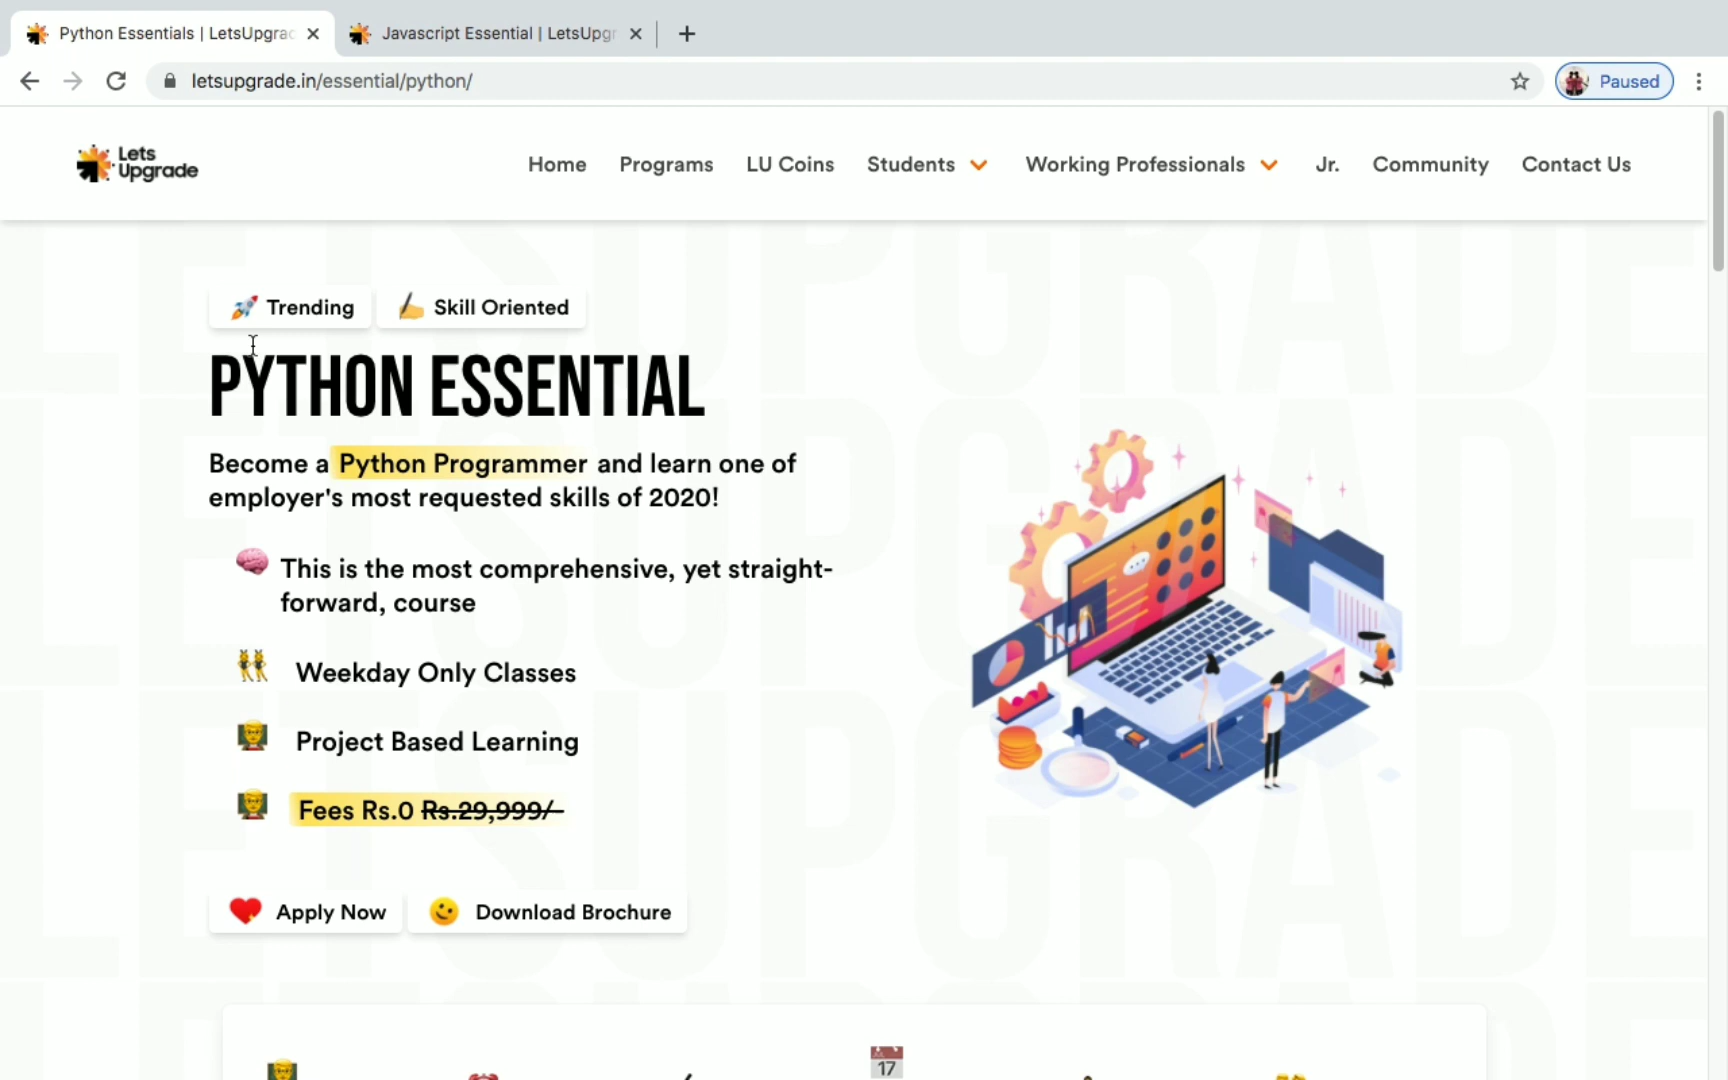 Python Essentials | LetsUpgrad
Javascript Essential | LetsUpgr
letsupgrade.in/essential/python/
Paused
Lets
Upgrade
Home Programs LU Coins Students Working Professionals Jr. Community Contact Us
Trending Skill Oriented
PYTHON ESSENTIAL
Become a Python Programmer and learn one of
employer's most requested skills of 2020!
This is the most comprehensive, yet straight-
forward, course
Weekday Only Classes
Project Based Learning
Fees Rs.0 Rs.29,999/-
Apply Now Download Brochure
17